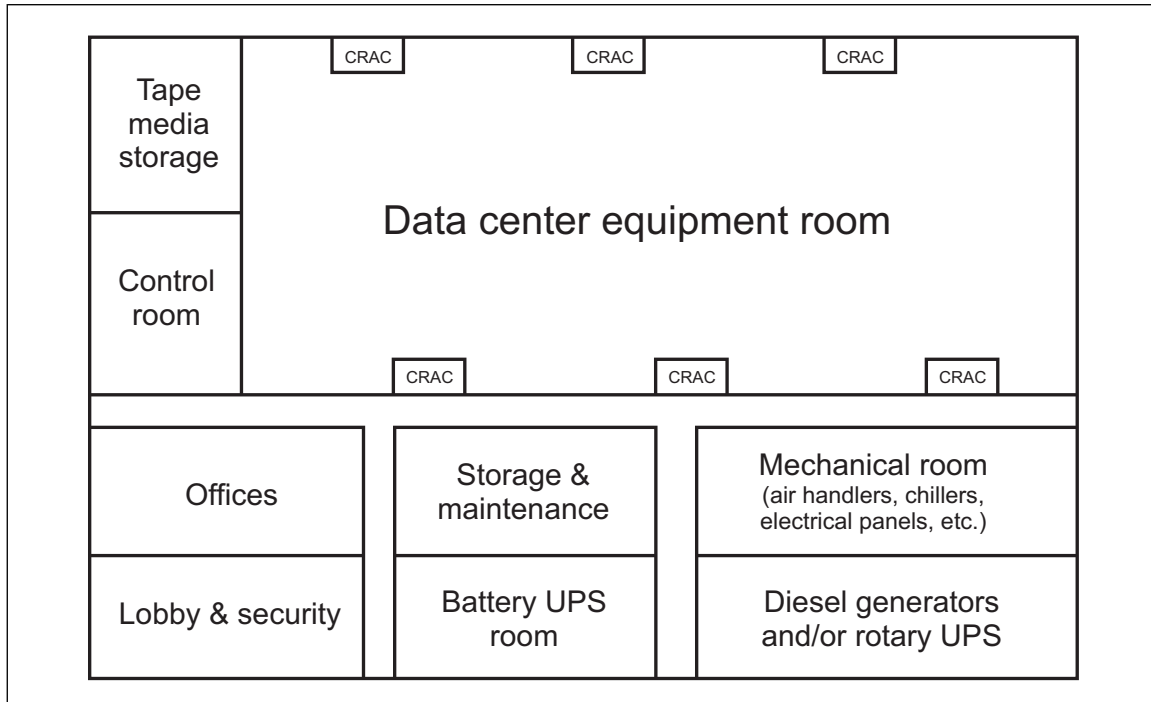 CRAC
CRAC
CRAC
Tape
media
storage
Data center equipment room
Control
room
CRAC
CRAC
CRAC
Offices
Storage &
maintenance
Mechanical room
(air handlers, chillers,
electrical panels, etc.)
Lobby & security
Battery UPS
room
Diesel generators
and/or rotary UPS